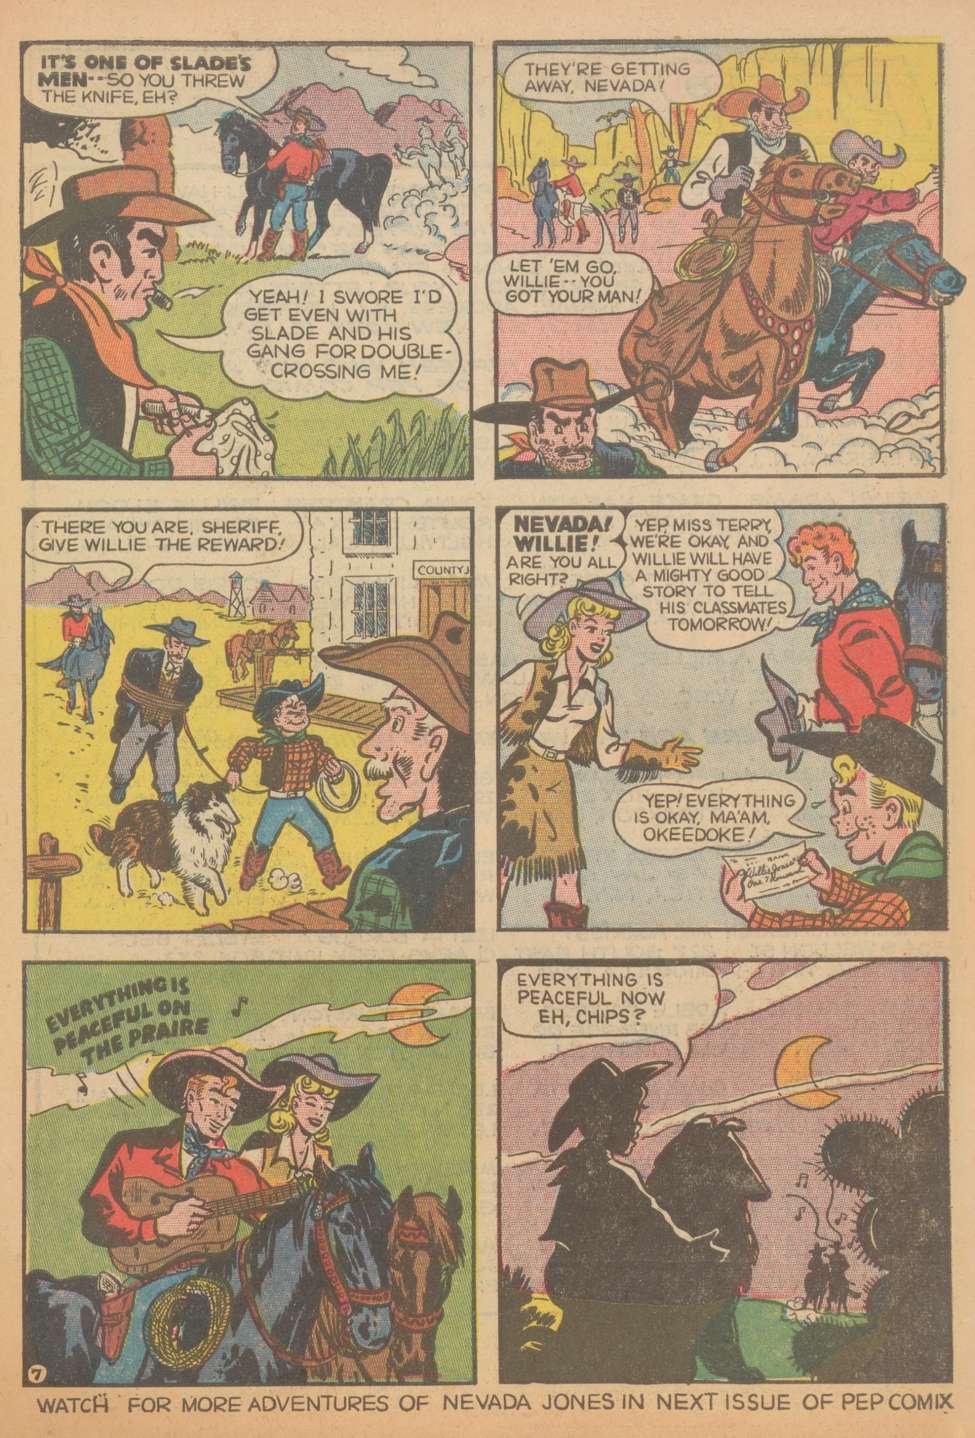 IT'S ONE OF SLADE'S
MEN--SO YOU THREW
THE KNIFE, EH?
YEAH! I SWORE I'D
GET EVEN WITH
SLADE AND HIS
GANG FOR DOUBLE-
CROSSING ME!
THEY'RE GETTING
AWAY, NEVADA!
LET 'EM GO,
WILLIE--YOU
GOT YOUR MAN!
THERE YOU ARE, SHERIFF,
GIVE WILLIE THE REWARD!
COUNTY J
NEVADA!
WILLIE!
ARE YOU ALL
RIGHT?
YEP, MISS TERRY,
WE'RE OKAY, AND
WILLIE WILL HAVE
A MIGHTY GOOD
STORY TO TELL
HIS CLASSMATES
TOMORROW!
YEP! EVERYTHING
IS OKAY, MA'AM,
OKEEDOKE!
Willie Jones
One Thousand
EVERYTHING IS
PEACEFUL ON
THE PRAIRE
7
EVERYTHING IS
PEACEFUL NOW
EH, CHIPS?
WATCH FOR MORE ADVENTURES OF NEVADA JONES IN NEXT ISSUE OF PEP COMIX